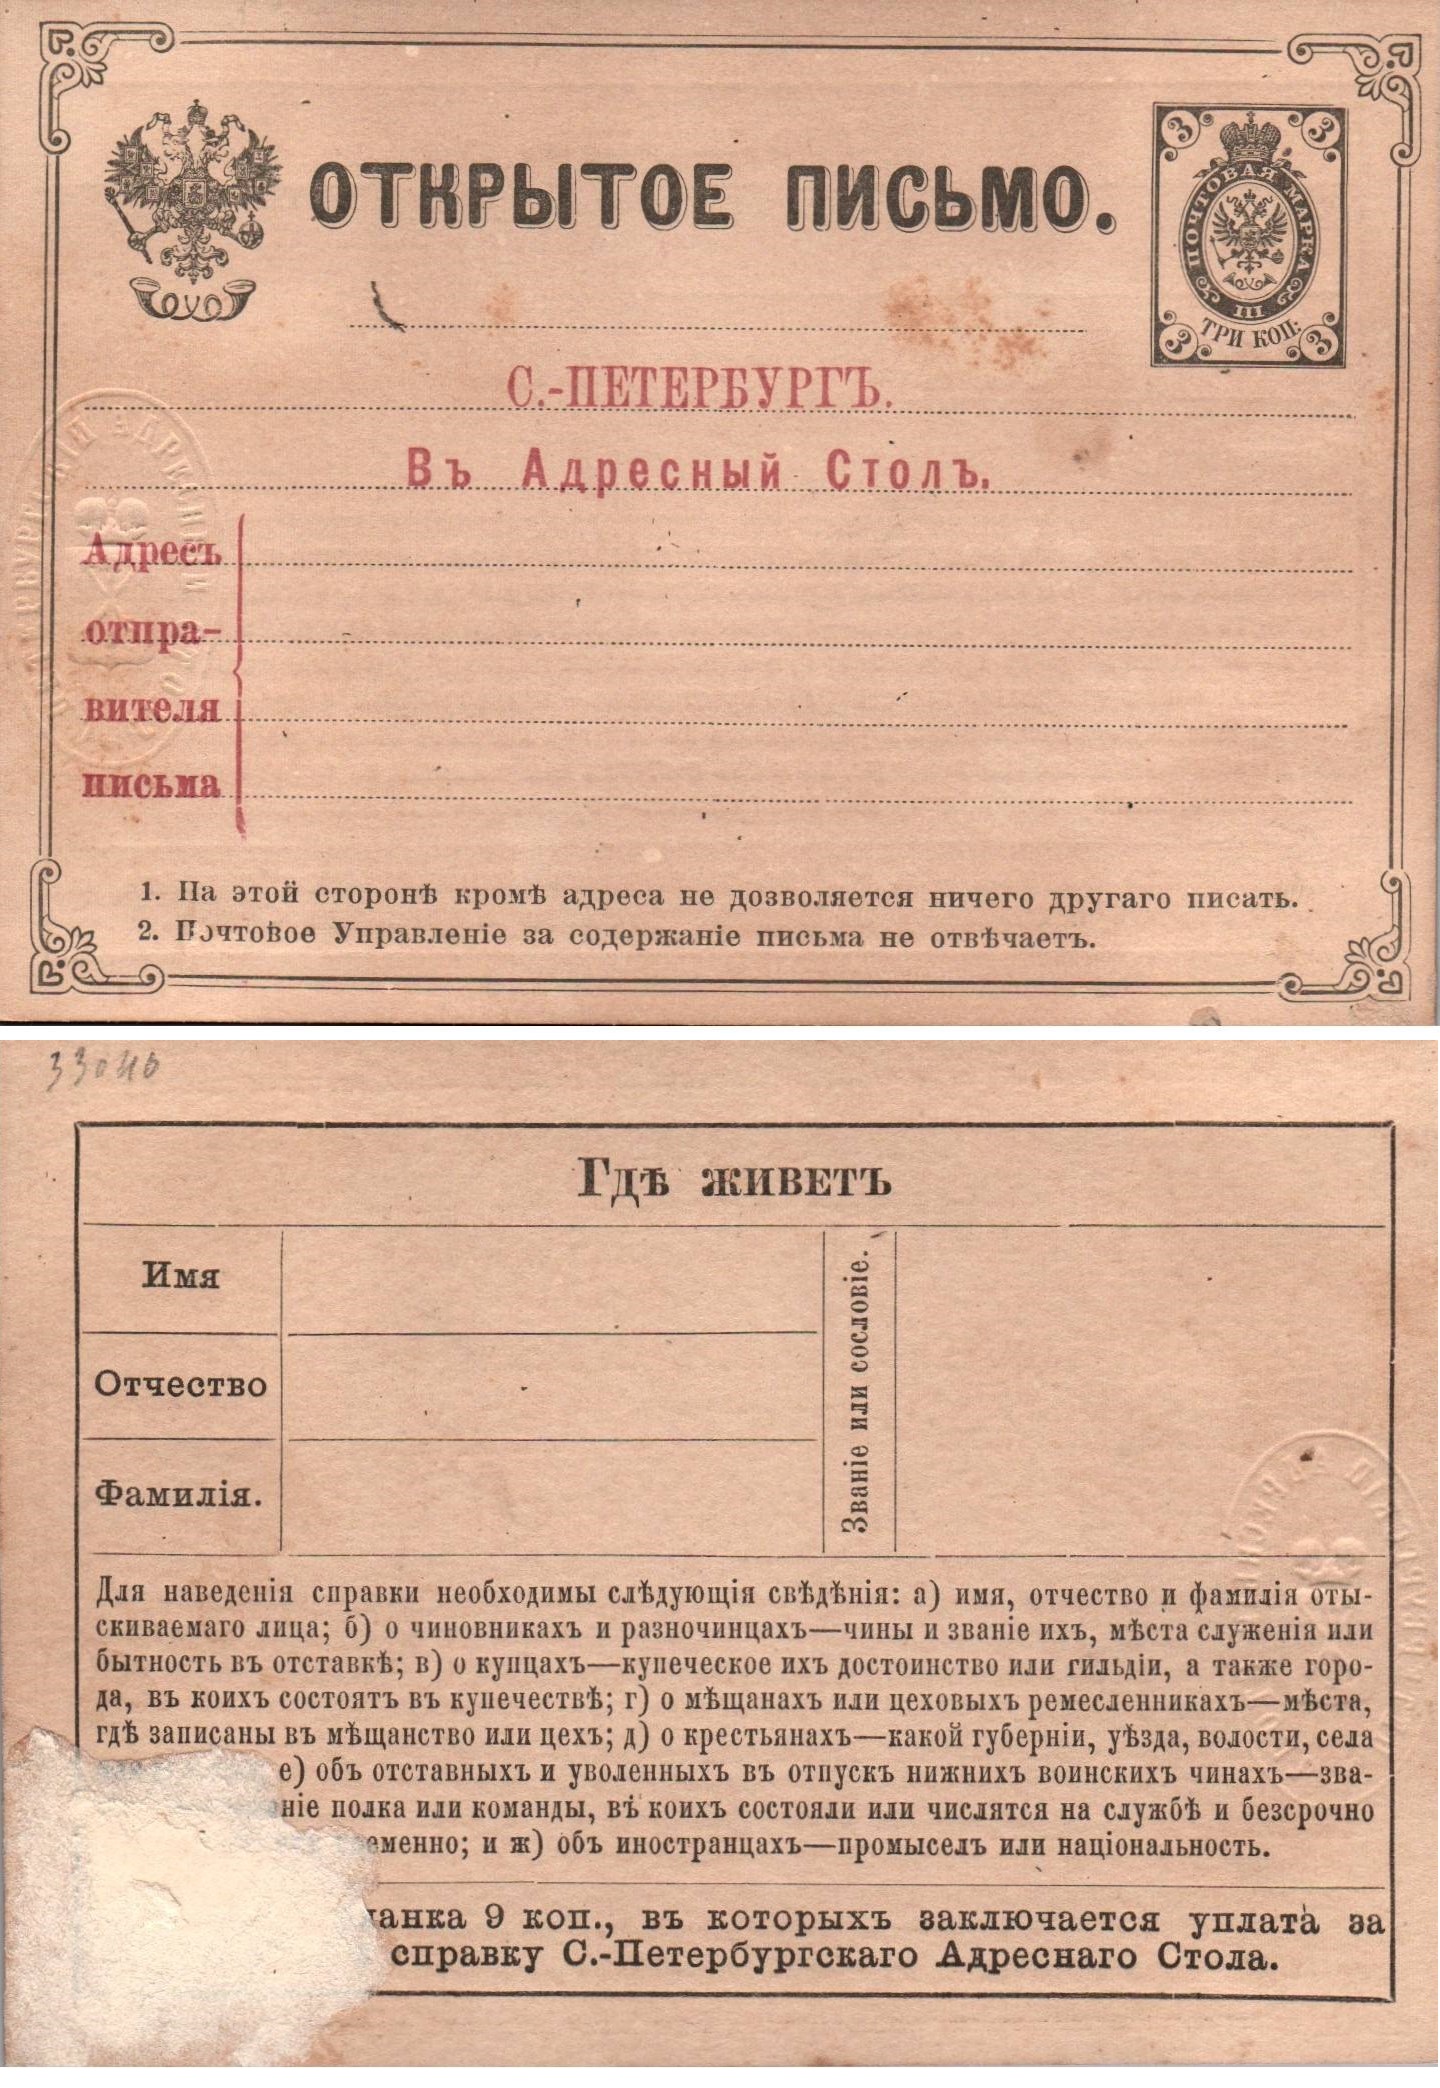 ОТКРЫТОЕ ПИСЬМО.
3 3
ПОЧТОВАЯ МАРКА
III
ТРИ КОП.
3 3
С.-ПЕТЕРБУРГЪ.
Въ Адресный Столъ.
Адресъ
отпра-
вителя
письма
1. На этой сторонѣ кромѣ адреса не дозволяется ничего другаго писать.
2. Почтовое Управленіе за содержаніе письма не отвѣчаетъ.
33040
Гдѣ живетъ
Имя
Отчество
Фамилія.
Званіе или сословіе.
Для наведенія справки необходимы слѣдующія свѣдѣнія: а) имя, отчество и фамилія оты-
скиваемаго лица; б) о чиновникахъ и разночинцахъ—чины и званіе ихъ, мѣста служенія или
бытность въ отставкѣ; в) о купцахъ—купеческое ихъ достоинство или гильдіи, а также горо-
да, въ коихъ состоятъ въ купечествѣ; г) о мѣщанахъ или цеховыхъ ремесленникахъ—мѣста,
гдѣ записаны въ мѣщанство или цехъ; д) о крестьянахъ—какой губерніи, уѣзда, волости, села
е) объ отставныхъ и уволенныхъ въ отпускъ нижнихъ воинскихъ чинахъ—зва-
ніе полка или команды, въ коихъ состояли или числятся на службѣ и безсрочно
еменно; и ж) объ иностранцахъ—промыселъ или національность.
ланка 9 коп., въ которыхъ заключается уплата за
справку С.-Петербургскаго Адреснаго Стола.